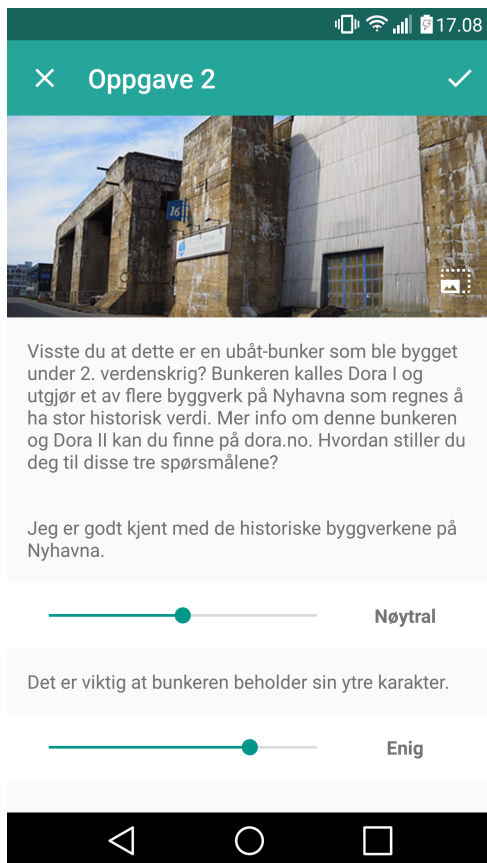 17.08
Oppgave 2
16
Visste du at dette er en ubåt-bunker som ble bygget
under 2. verdenskrig? Bunkeren kalles Dora I og
utgjør et av flere byggverk på Nyhavna som regnes å
ha stor historisk verdi. Mer info om denne bunkeren
og Dora II kan du finne på dora.no. Hvordan stiller du
deg til disse tre spørsmålene?
Jeg er godt kjent med de historiske byggverkene på
Nyhavna.
Nøytral
Det er viktig at bunkeren beholder sin ytre karakter.
Enig